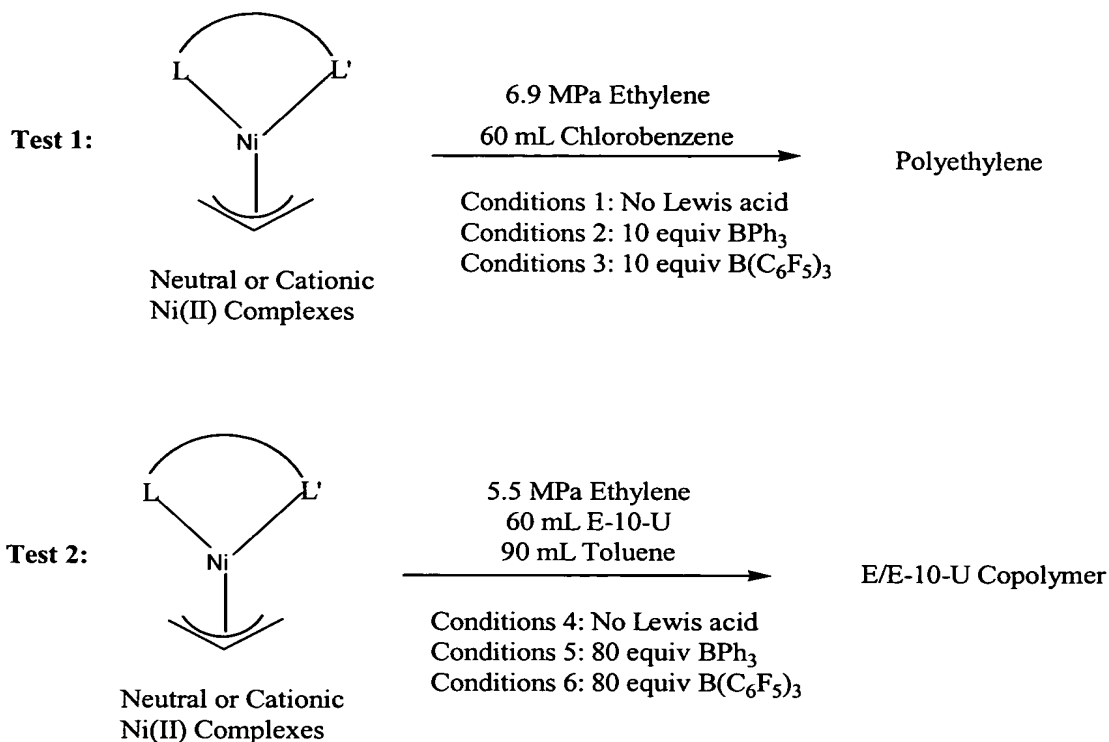 L L'
Ni
Test 1:
6.9 MPa Ethylene
60 mL Chlorobenzene
Polyethylene
Conditions 1: No Lewis acid
Conditions 2: 10 equiv BPh₃
Conditions 3: 10 equiv B(C₆F₅)₃
Neutral or Cationic
Ni(II) Complexes
L L'
Ni
Test 2:
5.5 MPa Ethylene
60 mL E-10-U
90 mL Toluene
E/E-10-U Copolymer
Conditions 4: No Lewis acid
Conditions 5: 80 equiv BPh₃
Conditions 6: 80 equiv B(C₆F₅)₃
Neutral or Cationic
Ni(II) Complexes